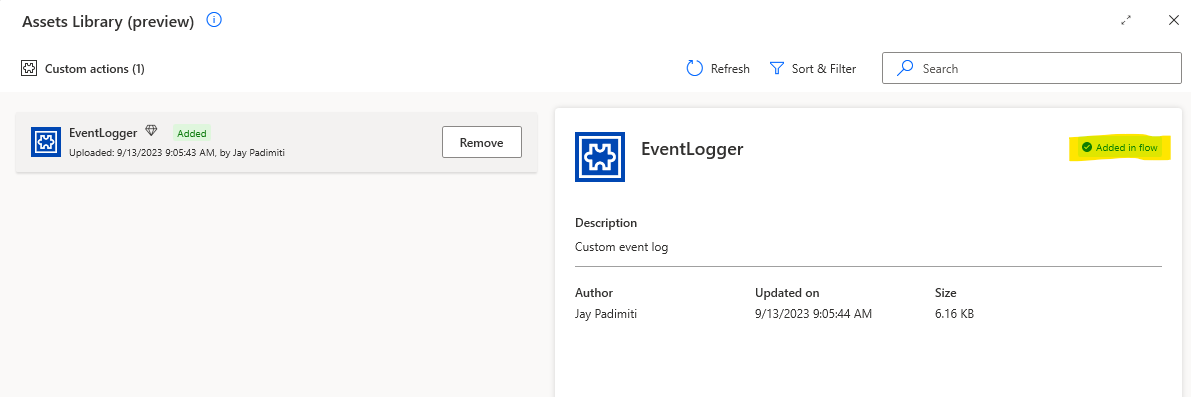 Assets Library (preview)
Custom actions (1)
Refresh
Sort & Filter
Search
EventLogger
Added
Uploaded: 9/13/2023 9:05:43 AM, by Jay Padimiti
Remove
EventLogger
Added in flow
Description
Custom event log
Author
Updated on
Size
Jay Padimiti
9/13/2023 9:05:44 AM
6.16 KB